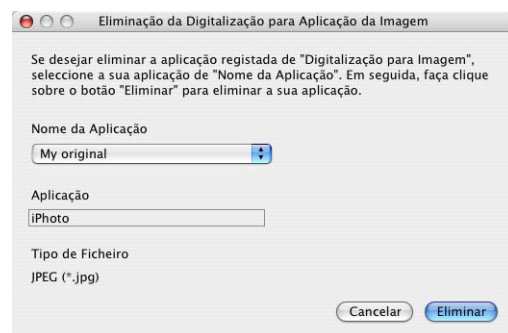 Eliminação da Digitalização para Aplicação da Imagem
Se desejar eliminar a aplicação registada de "Digitalização para Imagem",
seleccione a sua aplicação de "Nome da Aplicação". Em seguida, faça clique
sobre o botão "Eliminar" para eliminar a sua aplicação.
Nome da Aplicação
My original
Aplicação
iPhoto
Tipo de Ficheiro
JPEG (*.jpg)
Cancelar Eliminar